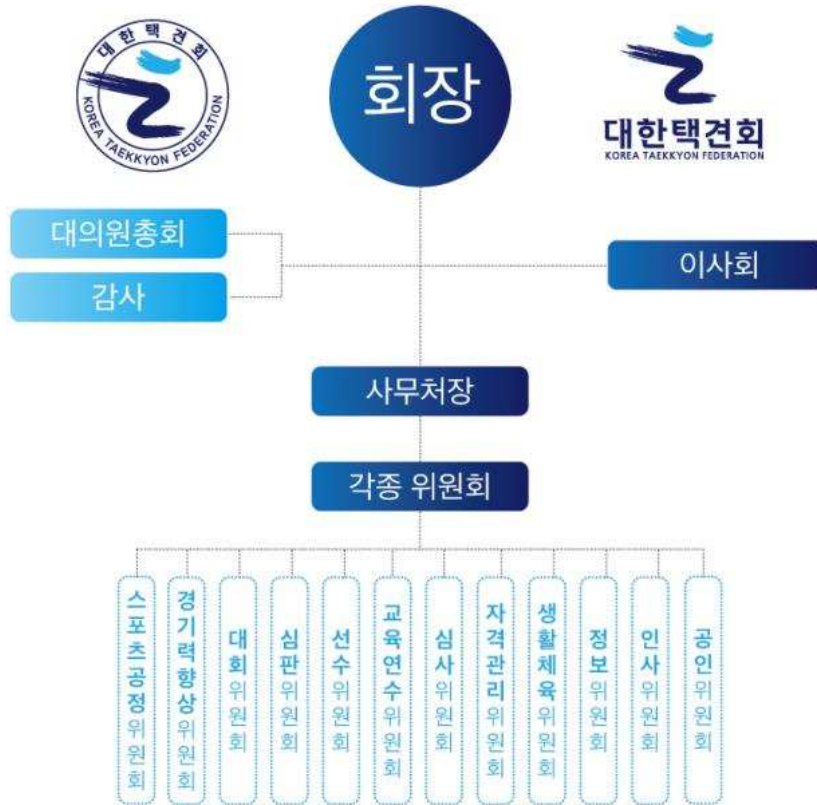 대한택견회
KOREA TAEKKYON FEDERATION
회장
대한택견회
KOREA TAEKKYON FEDERATION
대의원총회
감사
이사회
사무처장
각종 위원회
스포츠공정위원회
경기력향상위원회
대회위원회
심판위원회
선수위원회
교육연수위원회
심사위원회
자격관리위원회
생활체육위원회
정보위원회
인사위원회
공인위원회